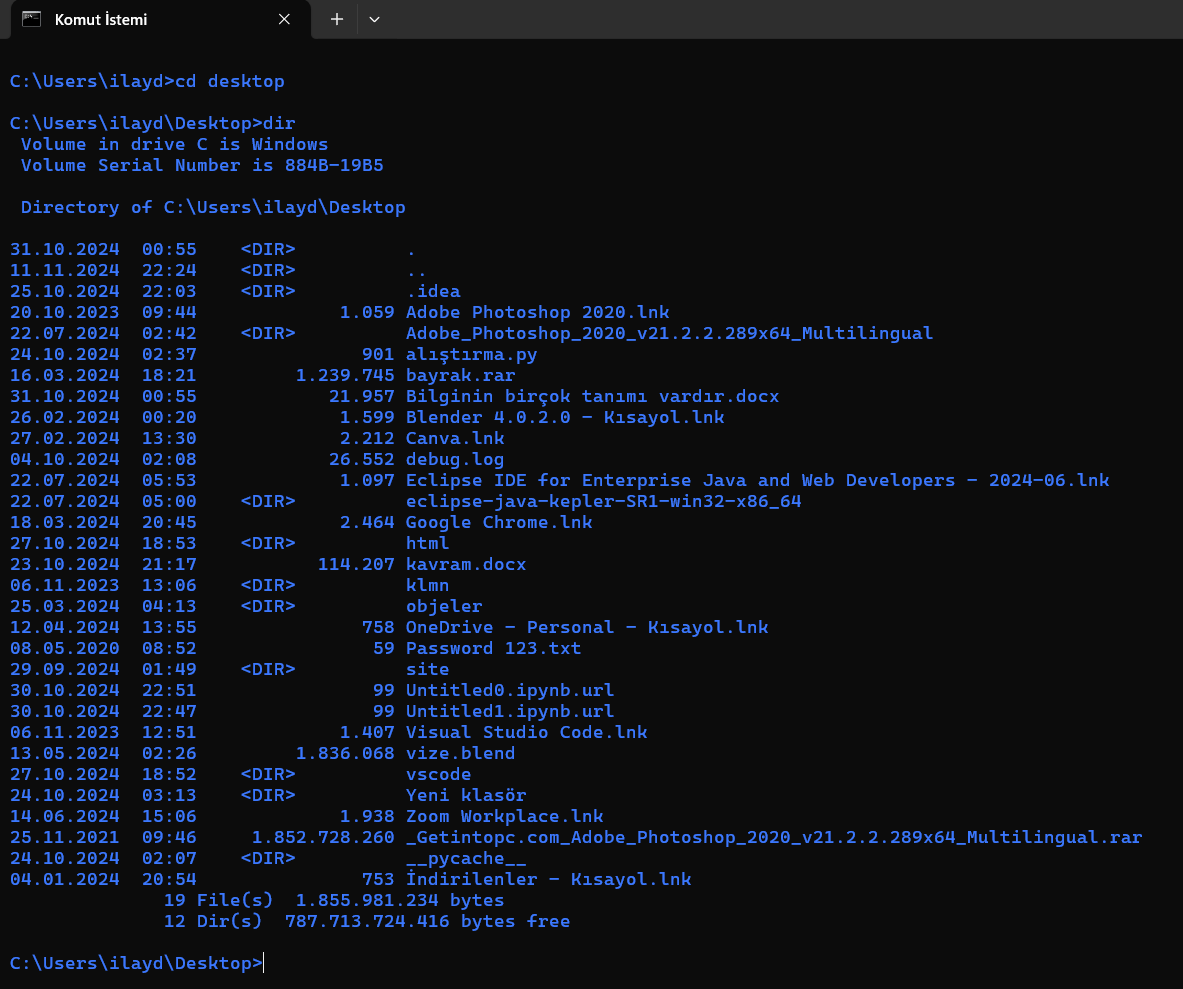 Komut İstemi
C:\Users\ilayd>cd desktop
C:\Users\ilayd\Desktop>dir
Volume in drive C is Windows
Volume Serial Number is 884B-19B5
Directory of C:\Users\ilayd\Desktop
31.10.2024  00:55    <DIR>          .
11.11.2024  22:24    <DIR>          ..
25.10.2024  22:03    <DIR>          .idea
20.10.2023  09:44             1.059 Adobe Photoshop 2020.lnk
22.07.2024  02:42    <DIR>          Adobe_Photoshop_2020_v21.2.2.289x64_Multilingual
24.10.2024  02:37               901 alıştırma.py
16.03.2024  18:21         1.239.745 bayrak.rar
31.10.2024  00:55            21.957 Bilginin birçok tanımı vardır.docx
26.02.2024  00:20             1.599 Blender 4.0.2.0 - Kısayol.lnk
27.02.2024  13:30             2.212 Canva.lnk
04.10.2024  02:08            26.552 debug.log
22.07.2024  05:53             1.097 Eclipse IDE for Enterprise Java and Web Developers - 2024-06.lnk
22.07.2024  05:00    <DIR>          eclipse-java-kepler-SR1-win32-x86_64
18.03.2024  20:45             2.464 Google Chrome.lnk
27.10.2024  18:53    <DIR>          html
23.10.2024  21:17           114.207 kavram.docx
06.11.2023  13:06    <DIR>          klmn
25.03.2024  04:13    <DIR>          objeler
12.04.2024  13:55               758 OneDrive - Personal - Kısayol.lnk
08.05.2020  08:52                59 Password 123.txt
29.09.2024  01:49    <DIR>          site
30.10.2024  22:51                99 Untitled0.ipynb.url
30.10.2024  22:47                99 Untitled1.ipynb.url
06.11.2023  12:51             1.407 Visual Studio Code.lnk
13.05.2024  02:26         1.836.068 vize.blend
27.10.2024  18:52    <DIR>          vscode
24.10.2024  03:13    <DIR>          Yeni klasör
14.06.2024  15:06             1.938 Zoom Workplace.lnk
25.11.2021  09:46     1.852.728.260 _Getintopc.com_Adobe_Photoshop_2020_v21.2.2.289x64_Multilingual.rar
24.10.2024  02:07    <DIR>          __pycache__
04.01.2024  20:54               753 İndirilenler - Kısayol.lnk
19 File(s)  1.855.981.234 bytes
12 Dir(s)  787.713.724.416 bytes free
C:\Users\ilayd\Desktop>